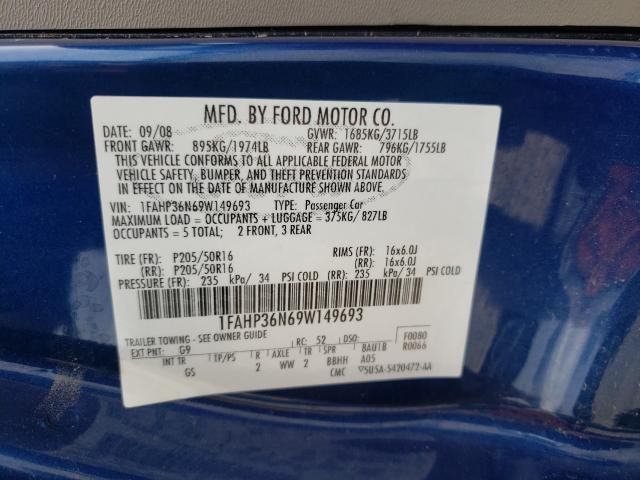 MFD. BY FORD MOTOR CO.
DATE: 09/08 GVWR: 1685KG/3715LB
FRONT GAWR: 895KG/1974LB REAR GAWR: 796KG/1755LB
THIS VEHICLE CONFORMS TO ALL APPLICABLE FEDERAL MOTOR
VEHICLE SAFETY, BUMPER, AND THEFT PREVENTION STANDARDS
IN EFFECT ON THE DATE OF MANUFACTURE SHOWN ABOVE.
VIN: 1FAHP36N69W149693 TYPE: Passenger Car
MAXIMUM LOAD = OCCUPANTS + LUGGAGE = 375KG/827LB
OCCUPANTS = 5 TOTAL; 2 FRONT, 3 REAR
TIRE (FR): P205/50R16 RIMS (FR): 16x6.0J
(RR): P205/50R16 (RR): 16x6.0J
PRESSURE (FR): 235 kPa/ 34 PSI COLD (RR): 235 kPa/ 34 PSI COLD
1FAHP36N69W149693
TRAILER TOWING - SEE OWNER GUIDE RC: 52 DSO: F0080
EXT PNT: G9 8AU1B R0066
INT TR TP/PS R AXLE TR SPR A05
GS 2 WW 2 BBHH
CMC 5USA-5420472-AA